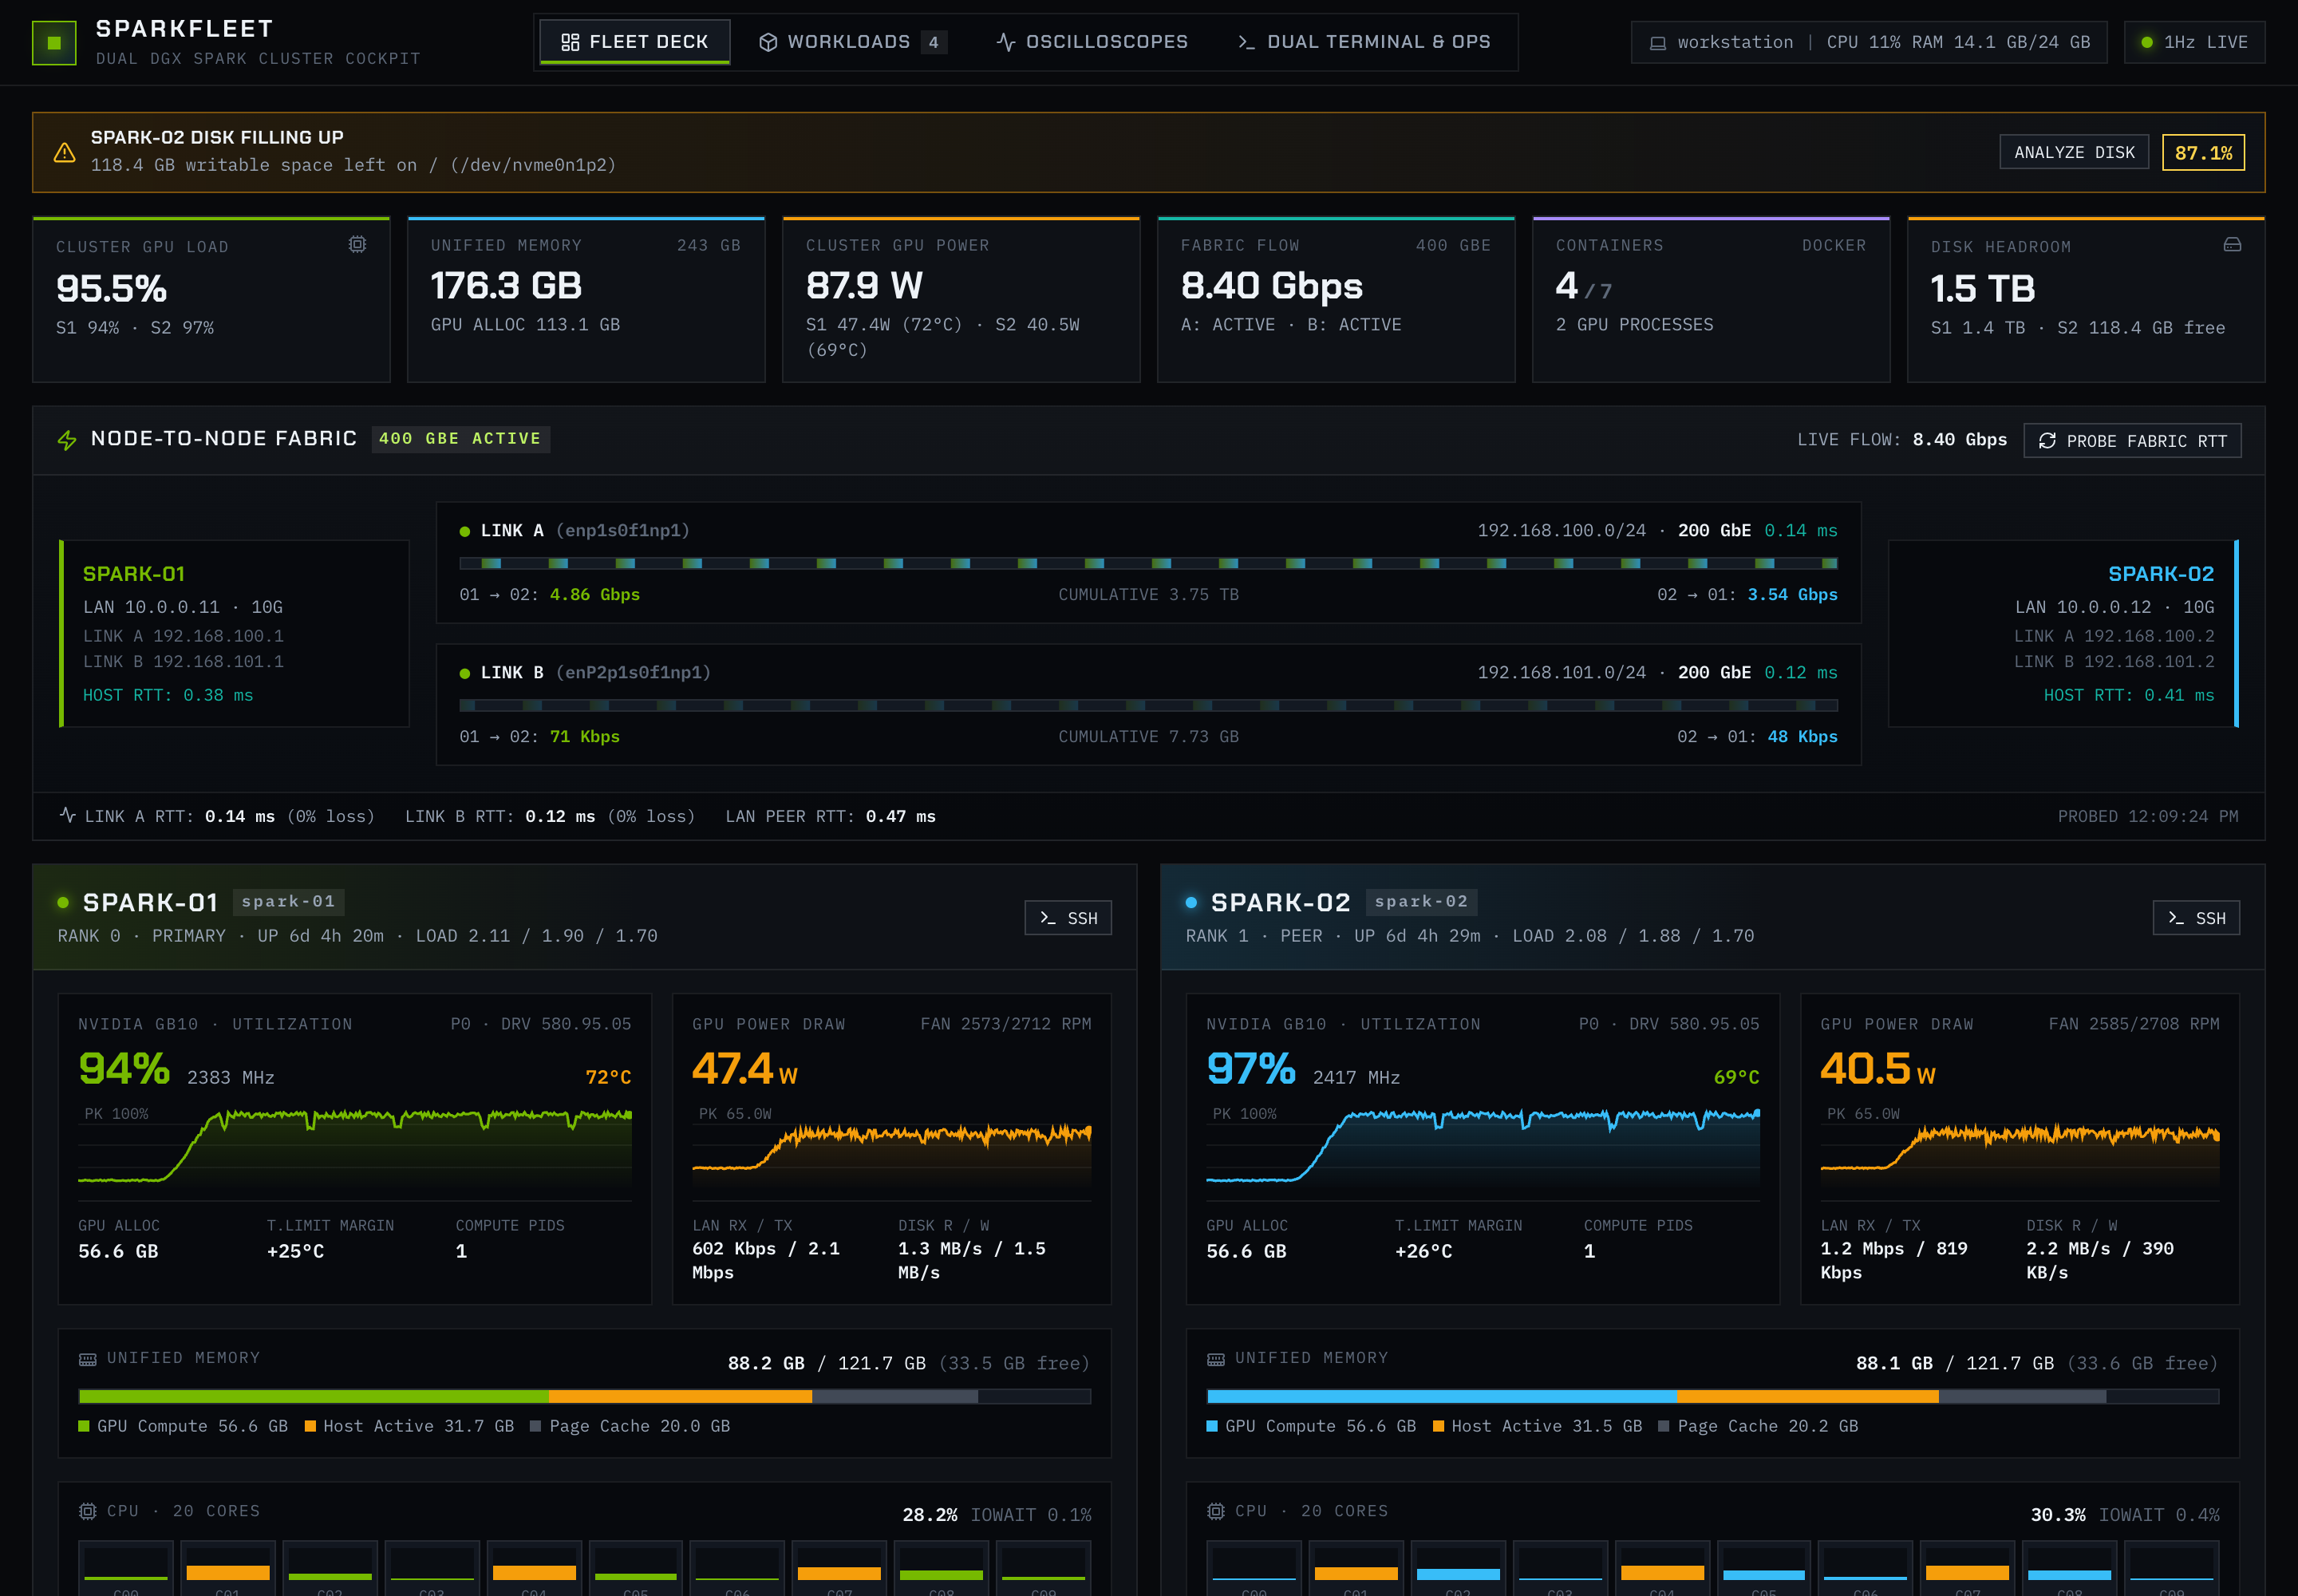 SPARKFLEET
DUAL DGX SPARK CLUSTER COCKPIT
FLEET DECK
WORKLOADS 4
OSCILLOSCOPES
DUAL TERMINAL & OPS
workstation | CPU 11% RAM 14.1 GB/24 GB
1Hz LIVE
SPARK-02 DISK FILLING UP
118.4 GB writable space left on / (/dev/nvme0n1p2)
ANALYZE DISK
87.1%
CLUSTER GPU LOAD
95.5%
S1 94% · S2 97%
UNIFIED MEMORY 243 GB
176.3 GB
GPU ALLOC 113.1 GB
CLUSTER GPU POWER
87.9 W
S1 47.4W (72°C) · S2 40.5W
(69°C)
FABRIC FLOW 400 GBE
8.40 Gbps
A: ACTIVE · B: ACTIVE
CONTAINERS DOCKER
4 / 7
2 GPU PROCESSES
DISK HEADROOM
1.5 TB
S1 1.4 TB · S2 118.4 GB free
NODE-TO-NODE FABRIC 400 GBE ACTIVE
LIVE FLOW: 8.40 Gbps
PROBE FABRIC RTT
SPARK-01
LAN 10.0.0.11 · 10G
LINK A 192.168.100.1
LINK B 192.168.101.1
HOST RTT: 0.38 ms
LINK A (enp1s0f1np1) 192.168.100.0/24 · 200 GbE 0.14 ms
01 → 02: 4.86 Gbps CUMULATIVE 3.75 TB 02 → 01: 3.54 Gbps
LINK B (enP2p1s0f1np1) 192.168.101.0/24 · 200 GbE 0.12 ms
01 → 02: 71 Kbps CUMULATIVE 7.73 GB 02 → 01: 48 Kbps
SPARK-02
LAN 10.0.0.12 · 10G
LINK A 192.168.100.2
LINK B 192.168.101.2
HOST RTT: 0.41 ms
LINK A RTT: 0.14 ms (0% loss) LINK B RTT: 0.12 ms (0% loss) LAN PEER RTT: 0.47 ms
PROBED 12:09:24 PM
SPARK-01 spark-01
RANK 0 · PRIMARY · UP 6d 4h 20m · LOAD 2.11 / 1.90 / 1.70
SSH
NVIDIA GB10 · UTILIZATION P0 · DRV 580.95.05
94% 2383 MHz 72°C
PK 100%
GPU ALLOC T.LIMIT MARGIN COMPUTE PIDS
56.6 GB +25°C 1
GPU POWER DRAW FAN 2573/2712 RPM
47.4 W
PK 65.0W
LAN RX / TX DISK R / W
602 Kbps / 2.1 1.3 MB/s / 1.5
Mbps MB/s
UNIFIED MEMORY 88.2 GB / 121.7 GB (33.5 GB free)
GPU Compute 56.6 GB Host Active 31.7 GB Page Cache 20.0 GB
CPU · 20 CORES 28.2% IOWAIT 0.1%
C00 C01 C02 C03 C04 C05 C06 C07 C08 C09
SPARK-02 spark-02
RANK 1 · PEER · UP 6d 4h 29m · LOAD 2.08 / 1.88 / 1.70
SSH
NVIDIA GB10 · UTILIZATION P0 · DRV 580.95.05
97% 2417 MHz 69°C
PK 100%
GPU ALLOC T.LIMIT MARGIN COMPUTE PIDS
56.6 GB +26°C 1
GPU POWER DRAW FAN 2585/2708 RPM
40.5 W
PK 65.0W
LAN RX / TX DISK R / W
1.2 Mbps / 819 2.2 MB/s / 390
Kbps KB/s
UNIFIED MEMORY 88.1 GB / 121.7 GB (33.6 GB free)
GPU Compute 56.6 GB Host Active 31.5 GB Page Cache 20.2 GB
CPU · 20 CORES 30.3% IOWAIT 0.4%
C00 C01 C02 C03 C04 C05 C06 C07 C08 C09